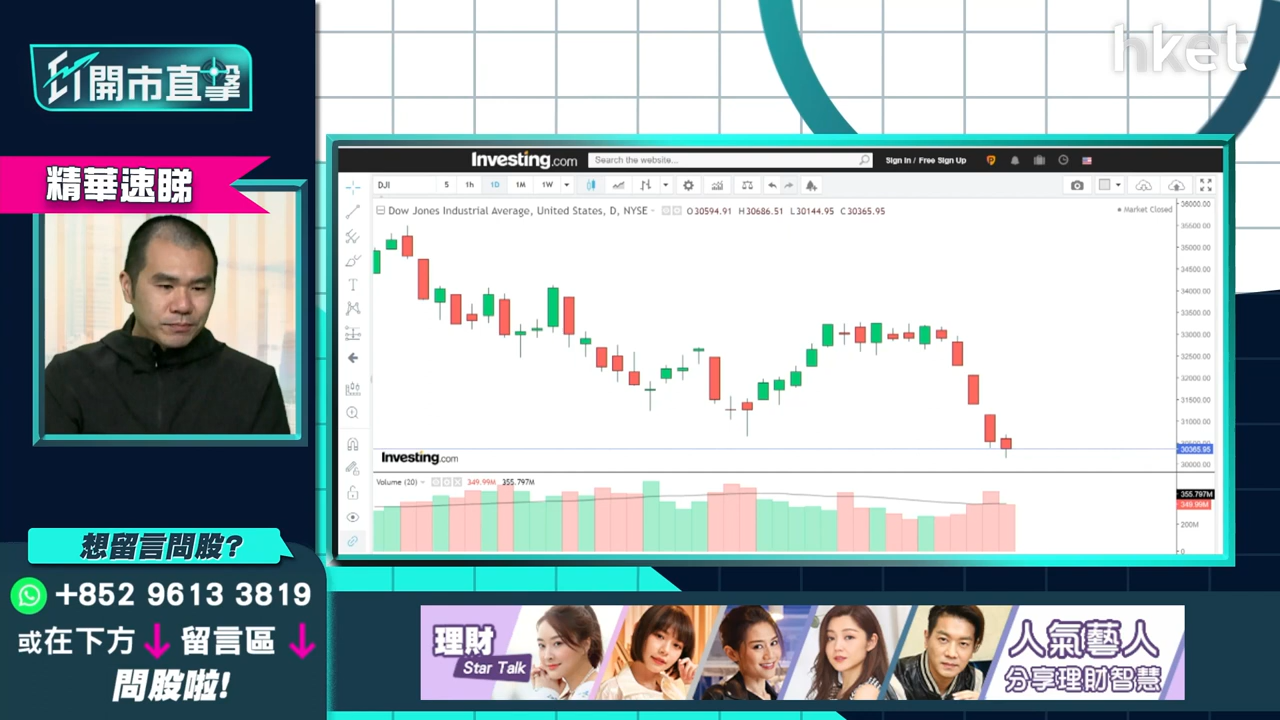 hket
ET開市直擊
精華速睇
Investing.com
Search the website...
Sign In / Free Sign Up
DJI
5
1h
1D
1M
1W
Dow Jones Industrial Average, United States, D, NYSE
O30594.91 H30686.51 L30144.95 C30365.95
Market Closed
36000.00
35500.00
35000.00
34500.00
34000.00
33500.00
33000.00
32500.00
32000.00
31500.00
31000.00
30365.95
30000.00
Investing.com
Volume (20)
349.99M
355.797M
355.797M
349.99M
200M
0
想留言問股?
+852 9613 3819
或在下方
留言區
問股啦!
理財
Star Talk
人氣藝人
分享理財智慧